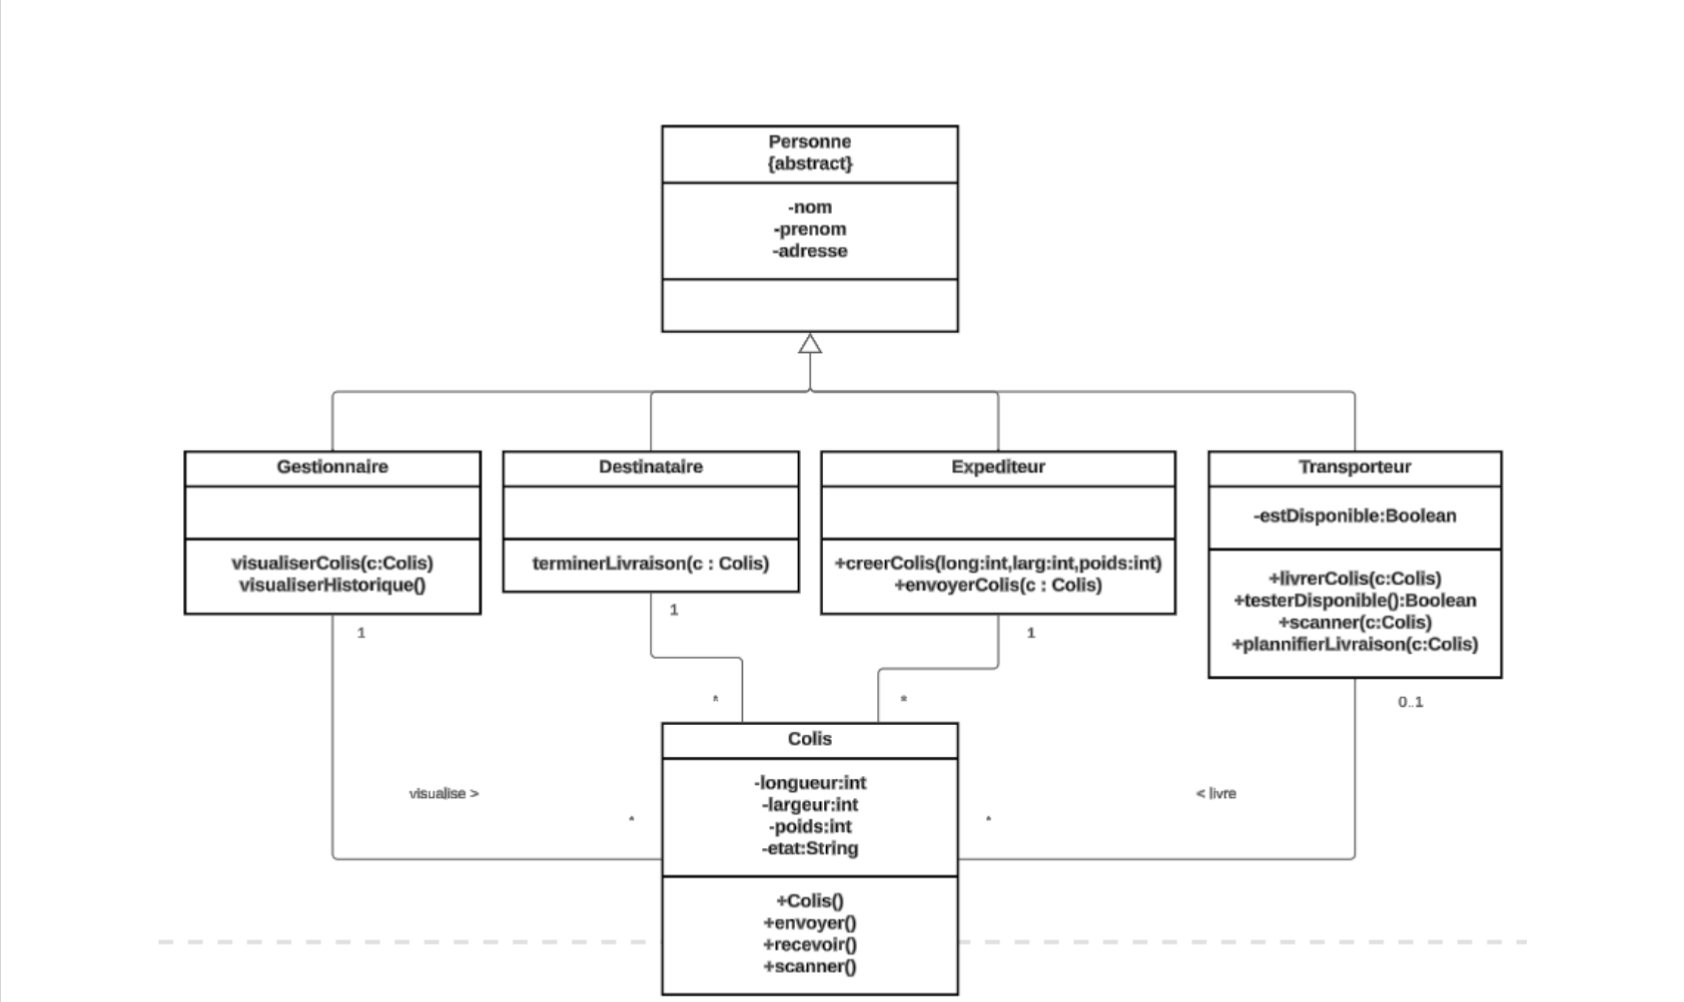 Personne
{abstract}
-nom
-prenom
-adresse
Gestionnaire
visualiserColis(c:Colis)
visualiserHistorique()
1
Destinataire
terminerLivraison(c : Colis)
1
Expediteur
+creerColis(long:int,larg:int,poids:int)
+envoyerColis(c : Colis)
1
Transporteur
-estDisponible:Boolean
+livrerColis(c:Colis)
+testerDisponible():Boolean
+scanner(c:Colis)
+plannifierLivraison(c:Colis)
0..1
*
*
visualise >
*
< livre
*
Colis
-longueur:int
-largeur:int
-poids:int
-etat:String
+Colis()
+envoyer()
+recevoir()
+scanner()